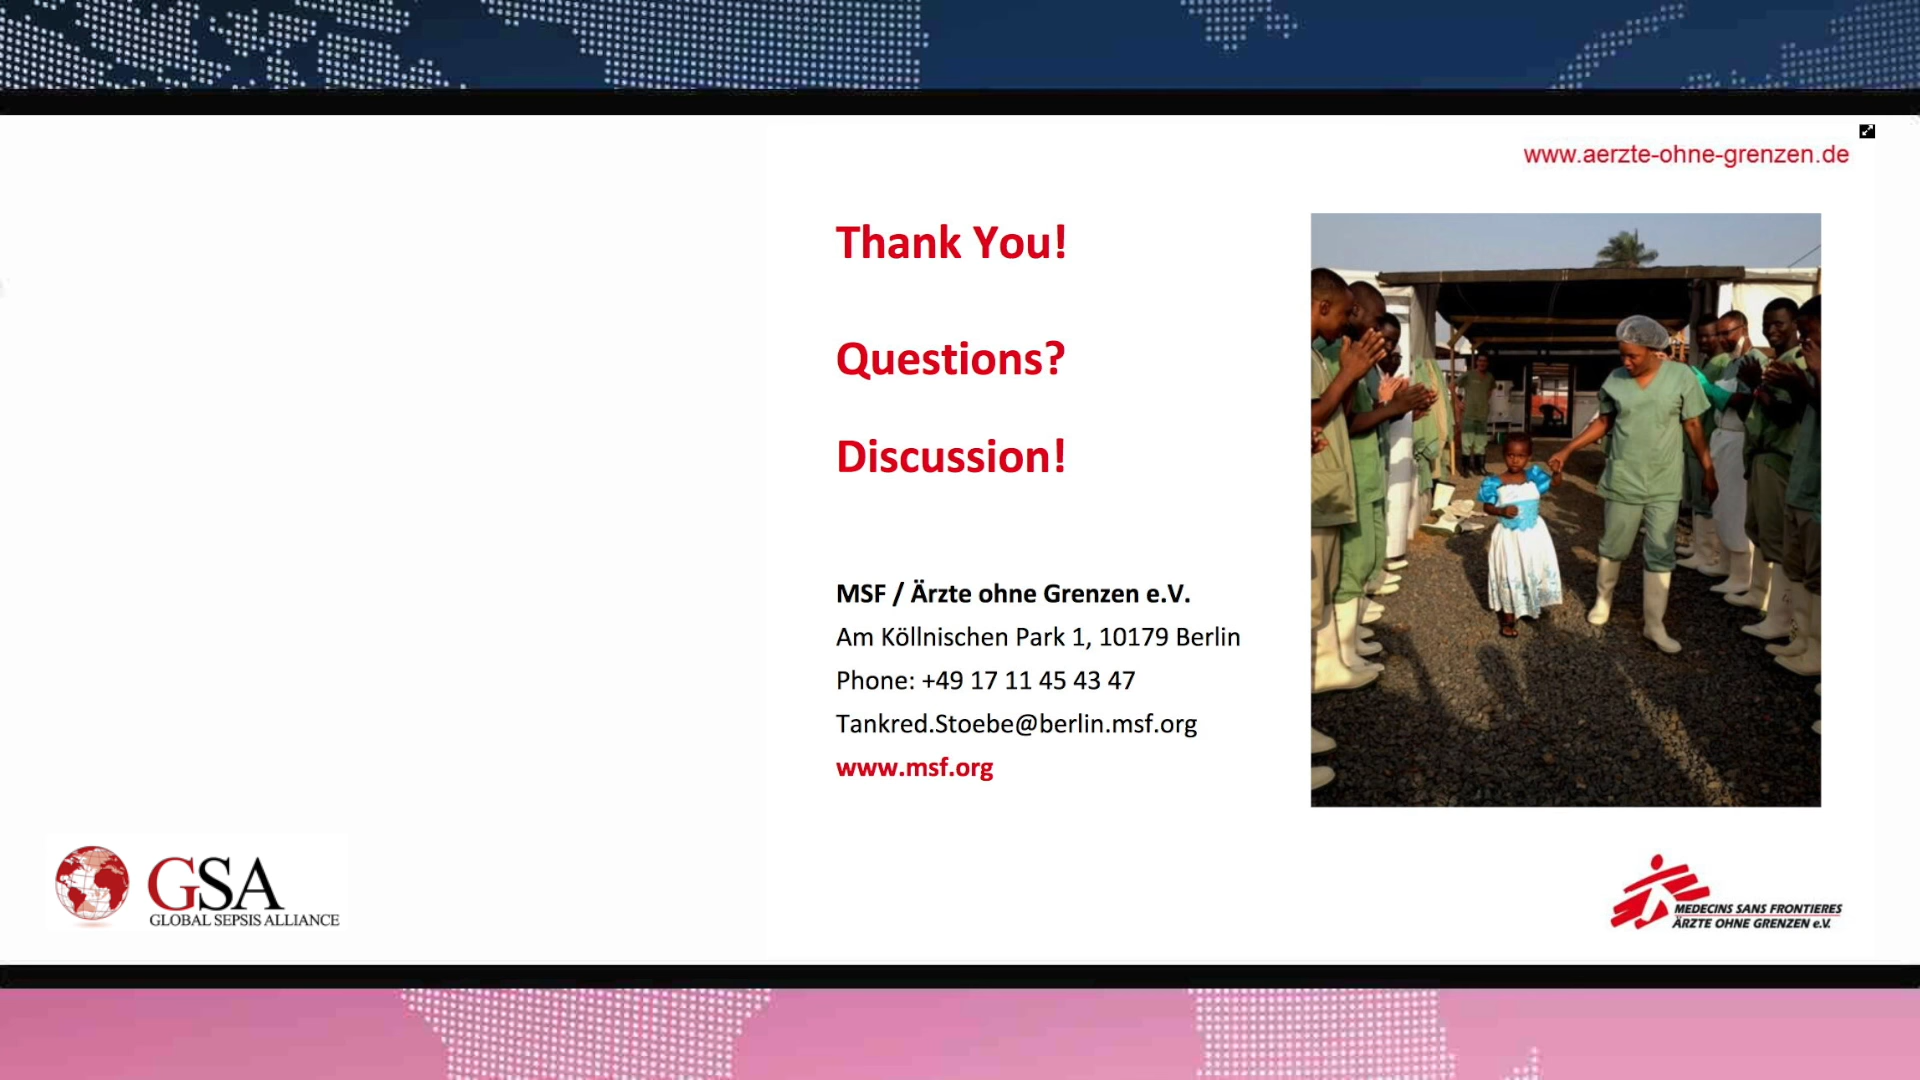 www.aerzte-ohne-grenzen.de
Thank You!
Questions?
Discussion!
MSF / Ärzte ohne Grenzen e.V.
Am Köllnischen Park 1, 10179 Berlin
Phone: +49 17 11 45 43 47
Tankred.Stoebe@berlin.msf.org
www.msf.org
GSA
GLOBAL SEPSIS ALLIANCE
MEDECINS SANS FRONTIERES
ÄRZTE OHNE GRENZEN e.V.